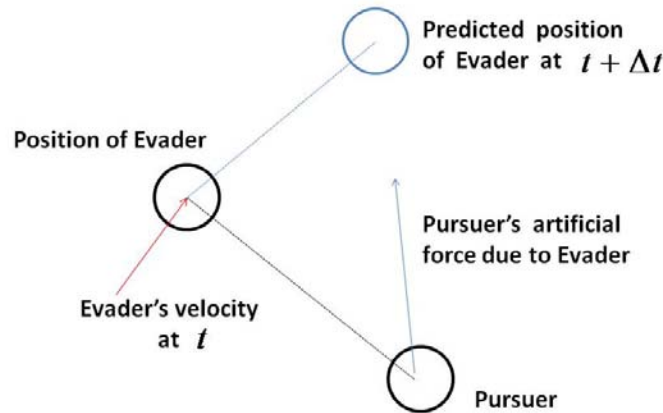 Predicted position
of Evader at t + Δt
Position of Evader
Pursuer's artificial
force due to Evader
Evader's velocity
at t
Pursuer